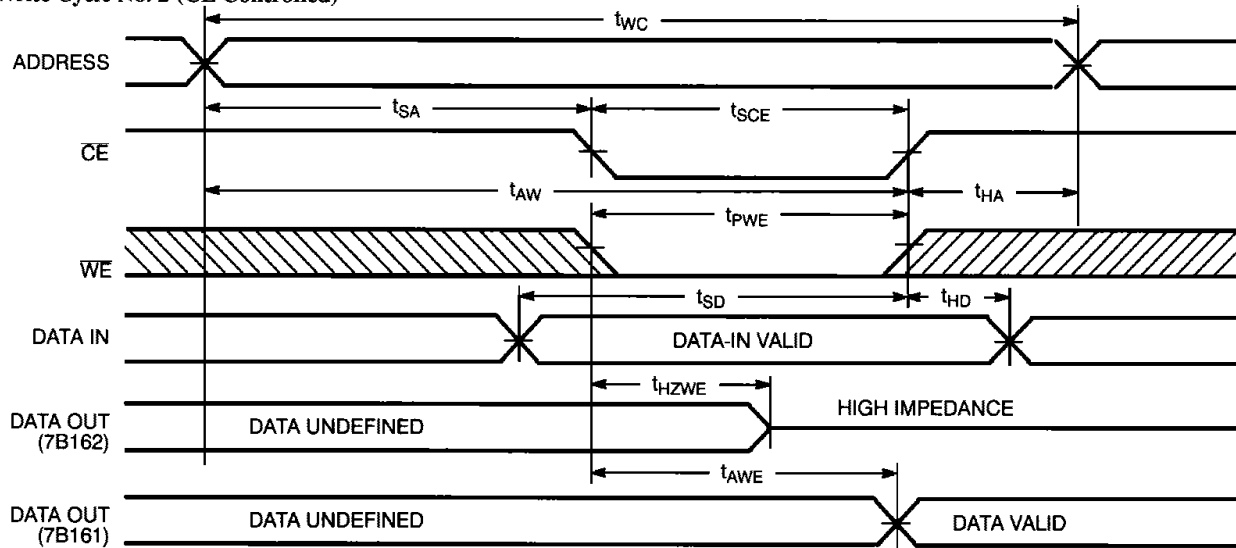 Write Cycle No. 2 (CE Controlled)
tWC
ADDRESS
tSA
tSCE
CE
tAW
tHA
tPWE
WE
tSD
tHD
DATA IN
DATA-IN VALID
tHZWE
DATA OUT
(7B162)
DATA UNDEFINED
HIGH IMPEDANCE
tAWE
DATA OUT
(7B161)
DATA UNDEFINED
DATA VALID